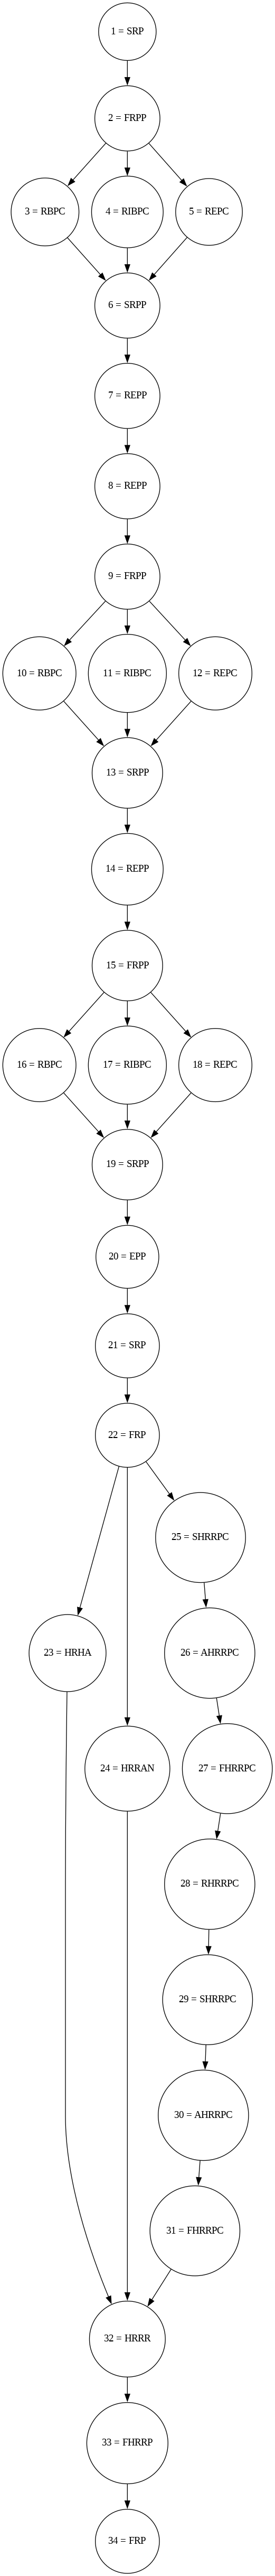 1 = SRP
2 = FRPP
3 = RBPC
4 = RIBPC
5 = REPC
6 = SRPP
7 = REPP
8 = REPP
9 = FRPP
10 = RBPC
11 = RIBPC
12 = REPC
13 = SRPP
14 = REPP
15 = FRPP
16 = RBPC
17 = RIBPC
18 = REPC
19 = SRPP
20 = EPP
21 = SRP
22 = FRP
25 = SHRRPC
23 = HRHA
26 = AHRRPC
24 = HRRAN
27 = FHRRPC
28 = RHRRPC
29 = SHRRPC
30 = AHRRPC
31 = FHRRPC
32 = HRRR
33 = FHRRP
34 = FRP